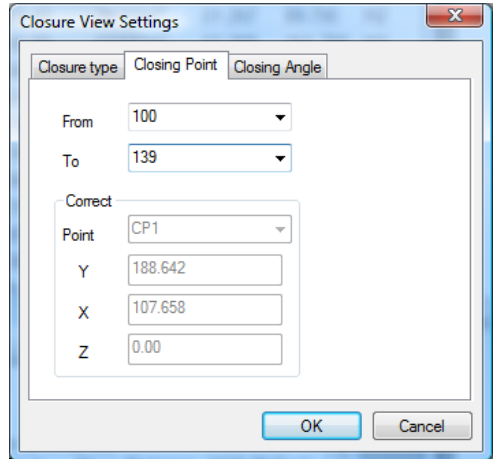 Closure View Settings
Closure type Closing Point Closing Angle
From 100
To 139
Correct
Point CP1
Y 188.642
X 107.658
Z 0.00
OK Cancel